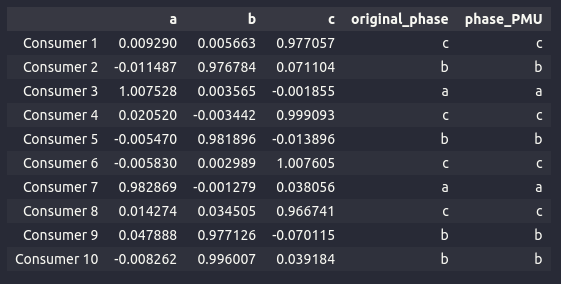 a b c original_phase phase_PMU
Consumer 1 0.009290 0.005663 0.977057 c c
Consumer 2 -0.011487 0.976784 0.071104 b b
Consumer 3 1.007528 0.003565 -0.001855 a a
Consumer 4 0.020520 -0.003442 0.999093 c c
Consumer 5 -0.005470 0.981896 -0.013896 b b
Consumer 6 -0.005830 0.002989 1.007605 c c
Consumer 7 0.982869 -0.001279 0.038056 a a
Consumer 8 0.014274 0.034505 0.966741 c c
Consumer 9 0.047888 0.977126 -0.070115 b b
Consumer 10 -0.008262 0.996007 0.039184 b b